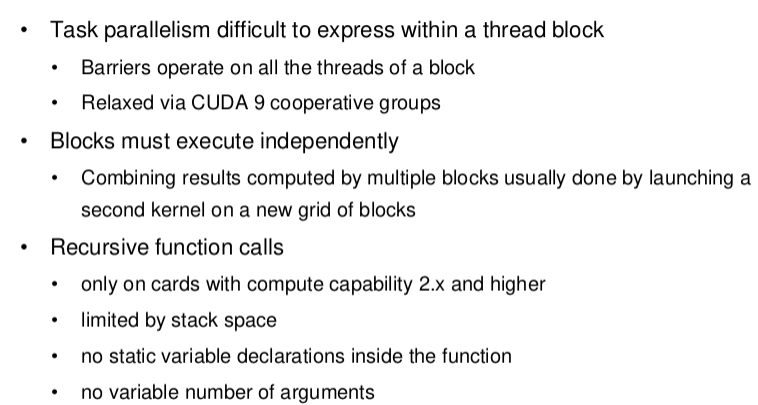 • Task parallelism difficult to express within a thread block
• Barriers operate on all the threads of a block
• Relaxed via CUDA 9 cooperative groups
• Blocks must execute independently
• Combining results computed by multiple blocks usually done by launching a
second kernel on a new grid of blocks
• Recursive function calls
• only on cards with compute capability 2.x and higher
• limited by stack space
• no static variable declarations inside the function
• no variable number of arguments